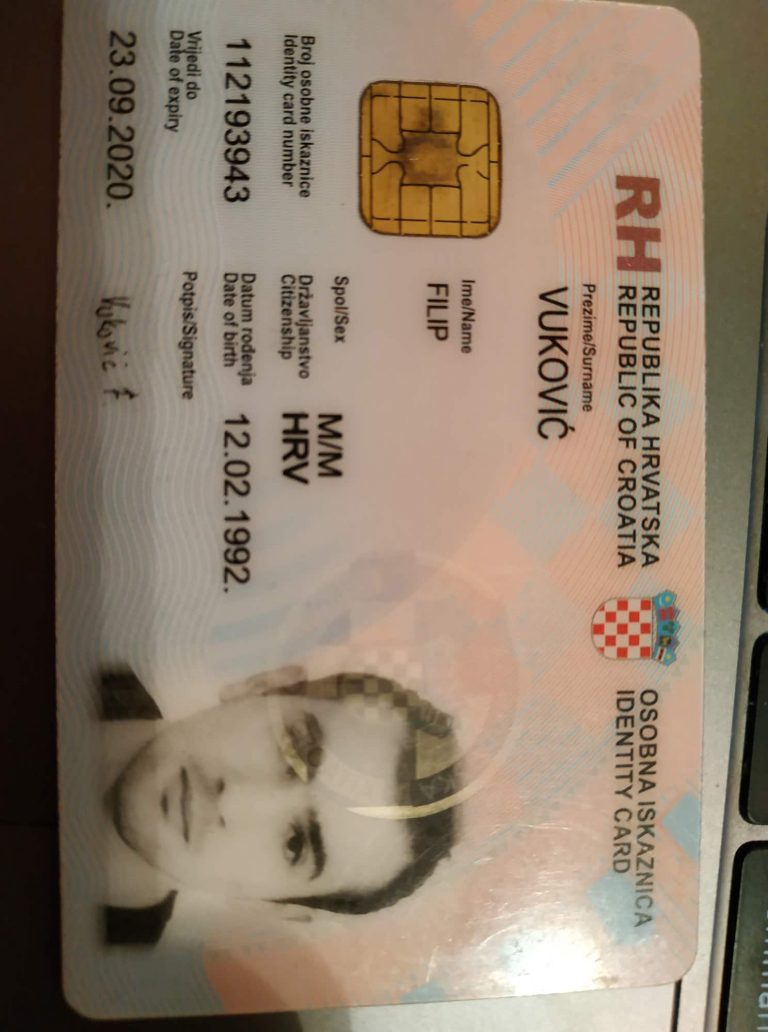 RH REPUBLIKA HRVATSKA OSOBNA ISKAZNICA
REPUBLIC OF CROATIA IDENTITY CARD
Prezime/Surname
VUKOVIĆ
Ime/Name
FILIP
Spol/Sex M/M
Državljanstvo HRV
Citizenship
Broj osobne iskaznice
Identity card number
112193943
Datum rođenja 12.02.1992.
Date of birth
Vrijedi do
Date of expiry
23.09.2020.
Potpis/Signature
Vuković F.